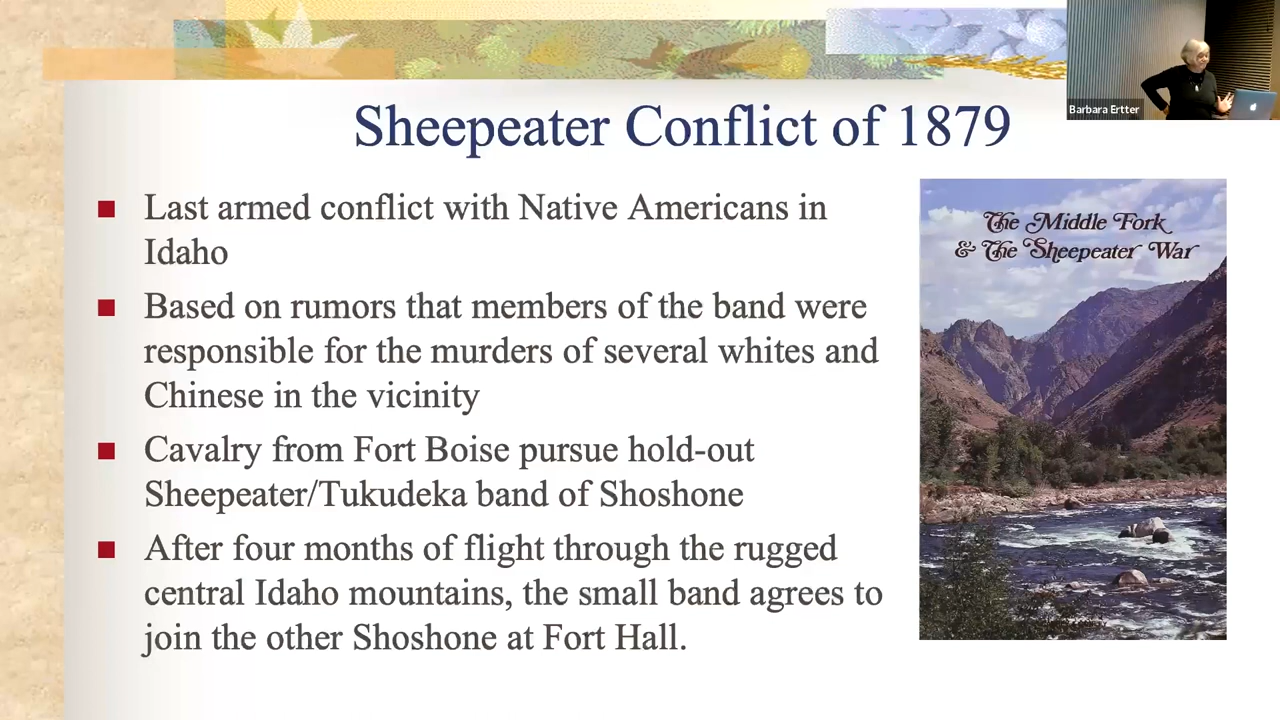 Barbara Ertter
Sheepeater Conflict of 1879
Last armed conflict with Native Americans in
Idaho
Based on rumors that members of the band were
responsible for the murders of several whites and
Chinese in the vicinity
Cavalry from Fort Boise pursue hold-out
Sheepeater/Tukudeka band of Shoshone
After four months of flight through the rugged
central Idaho mountains, the small band agrees to
join the other Shoshone at Fort Hall.
The Middle Fork
& The Sheepeater War